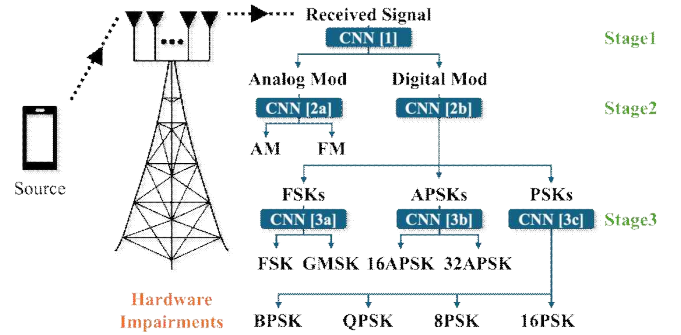 Received Signal
CNN [1]
Stage1
Analog Mod
Digital Mod
CNN [2a]
CNN [2b]
Stage2
AM
FM
Source
FSKs
APSKs
PSKs
CNN [3a]
CNN [3b]
CNN [3c]
Stage3
FSK
GMSK
16APSK
32APSK
Hardware
Impairments
BPSK
QPSK
8PSK
16PSK